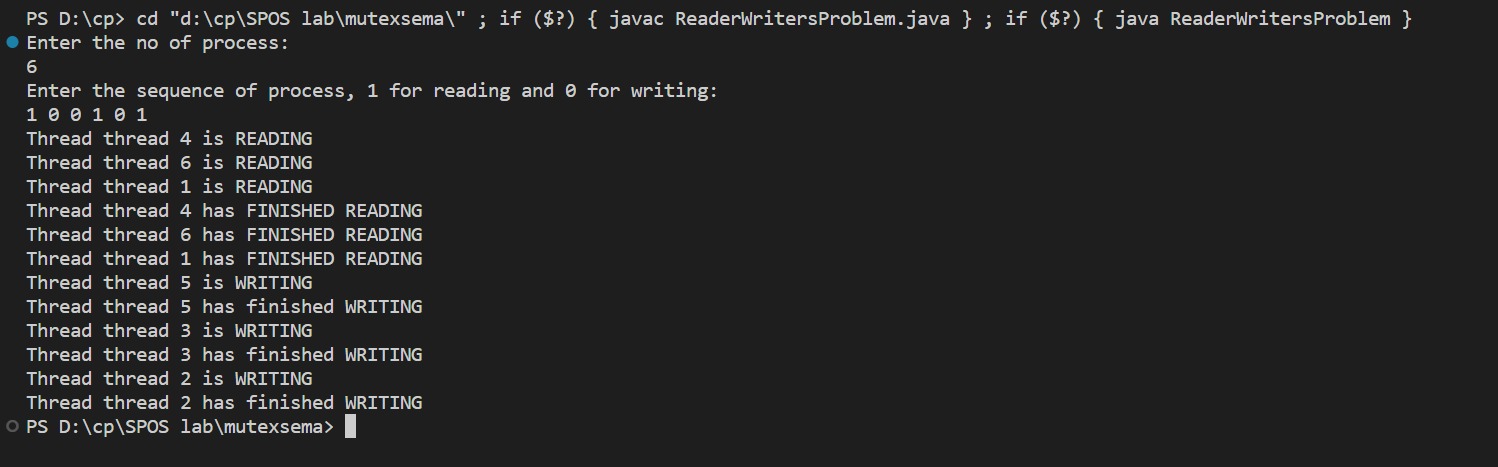 PS D:\cp> cd "d:\cp\SPOS lab\mutexsema\" ; if ($?) { javac ReaderWritersProblem.java } ; if ($?) { java ReaderWritersProblem }
Enter the no of process:
6
Enter the sequence of process, 1 for reading and 0 for writing:
1 0 0 1 0 1
Thread thread 4 is READING
Thread thread 6 is READING
Thread thread 1 is READING
Thread thread 4 has FINISHED READING
Thread thread 6 has FINISHED READING
Thread thread 1 has FINISHED READING
Thread thread 5 is WRITING
Thread thread 5 has finished WRITING
Thread thread 3 is WRITING
Thread thread 3 has finished WRITING
Thread thread 2 is WRITING
Thread thread 2 has finished WRITING
PS D:\cp\SPOS lab\mutexsema>